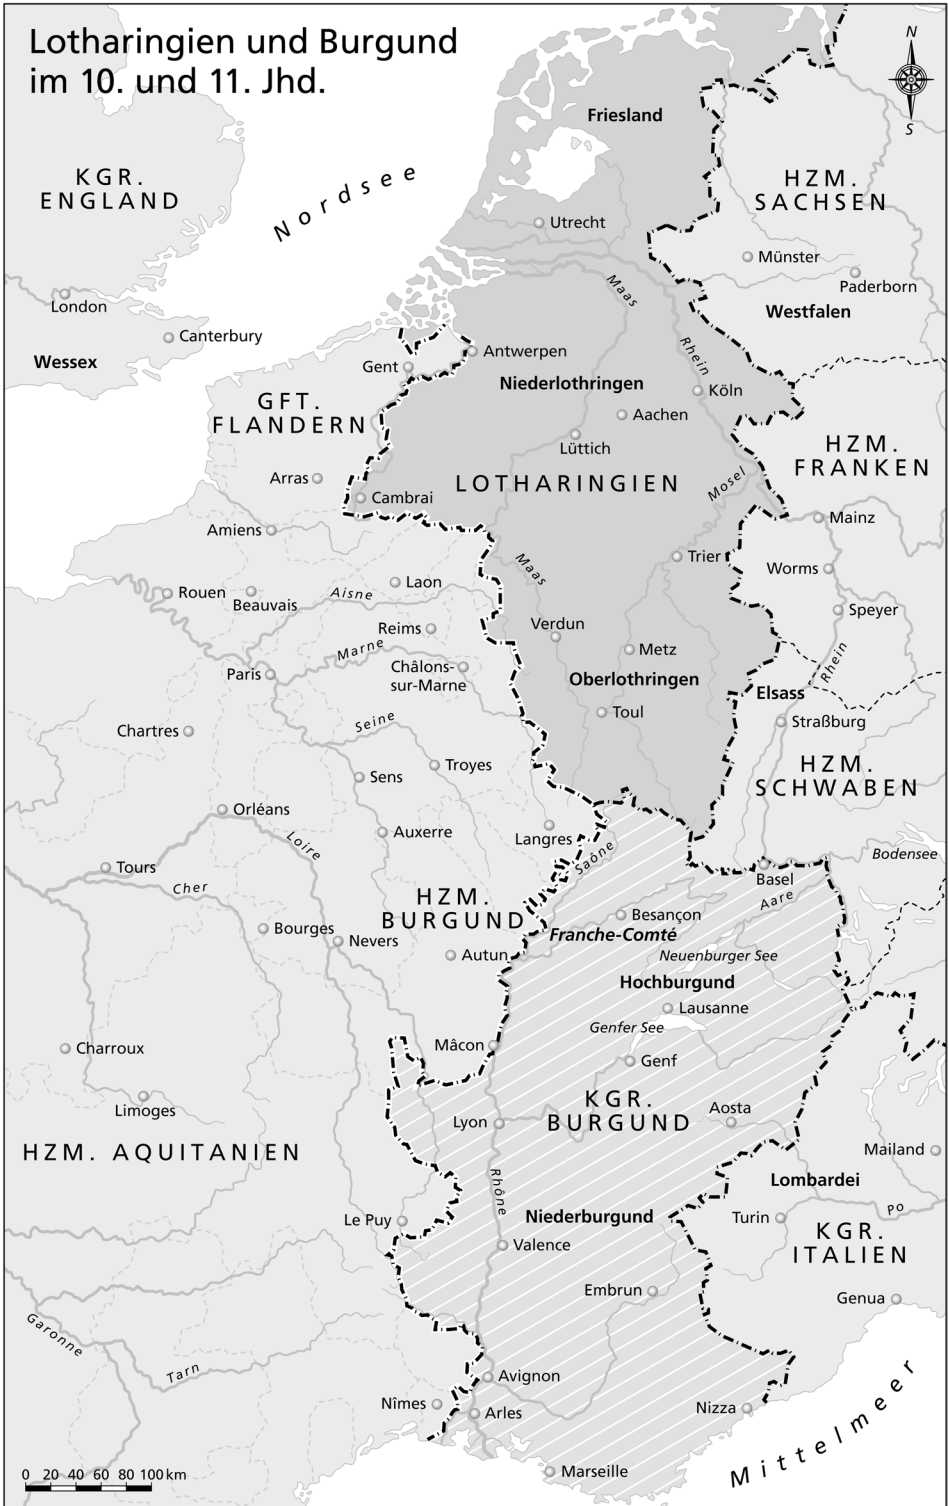 Lotharingien und Burgund
im 10. und 11. Jhd.
N
S
KGR.
ENGLAND
Nordsee
Friesland
HZM.
SACHSEN
Utrecht
Münster
Paderborn
London
Canterbury
Wessex
Maas
Westfalen
Rhein
Gent
Antwerpen
Niederlothringen
Köln
GFT.
FLANDERN
Aachen
Lüttich
HZM.
FRANKEN
Arras
LOTHARINGIEN
Mosel
Cambrai
Amiens
Mainz
Maas
Trier
Worms
Rouen
Beauvais
Aisne
Laon
Speyer
Reims
Verdun
Marne
Metz
Rhein
Paris
Châlons-
sur-Marne
Oberlothringen
Elsass
Toul
Straßburg
Chartres
Seine
Sens
Troyes
HZM.
SCHWABEN
Orléans
Auxerre
Langres
Loire
Saône
Bodensee
Tours
Cher
Basel
Aare
HZM.
BURGUND
Besançon
Bourges
Nevers
Franche-Comté
Autun
Neuenburger See
Hochburgund
Lausanne
Genfer See
Charroux
Mâcon
Genf
Limoges
KGR.
BURGUND
Aosta
Lyon
HZM. AQUITANIEN
Mailand
Rhône
Lombardei
Le Puy
Niederburgund
Turin
Po
KGR.
ITALIEN
Valence
Embrun
Genua
Garonne
Tarn
Avignon
Nîmes
Arles
Nizza
Mittelmeer
Marseille
0 20 40 60 80 100 km